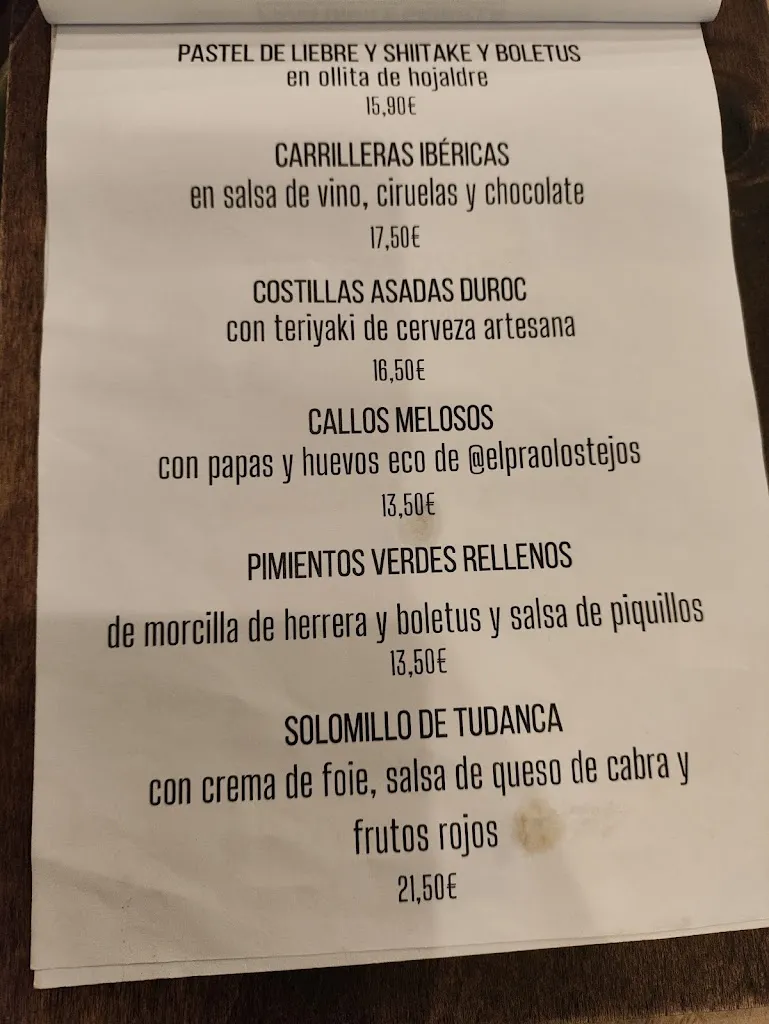 PASTEL DE LIEBRE Y SHIITAKE Y BOLETUS
en ollita de hojaldre
15,90€
CARRILLERAS IBÉRICAS
en salsa de vino, ciruelas y chocolate
17,50€
COSTILLAS ASADAS DUROC
con teriyaki de cerveza artesana
16,50€
CALLOS MELOSOS
con papas y huevos eco de @elpraolostejos
13,50€
PIMIENTOS VERDES RELLENOS
de morcilla de herrera y boletus y salsa de piquillos
13,50€
SOLOMILLO DE TUDANCA
con crema de foie, salsa de queso de cabra y
frutos rojos
21,50€